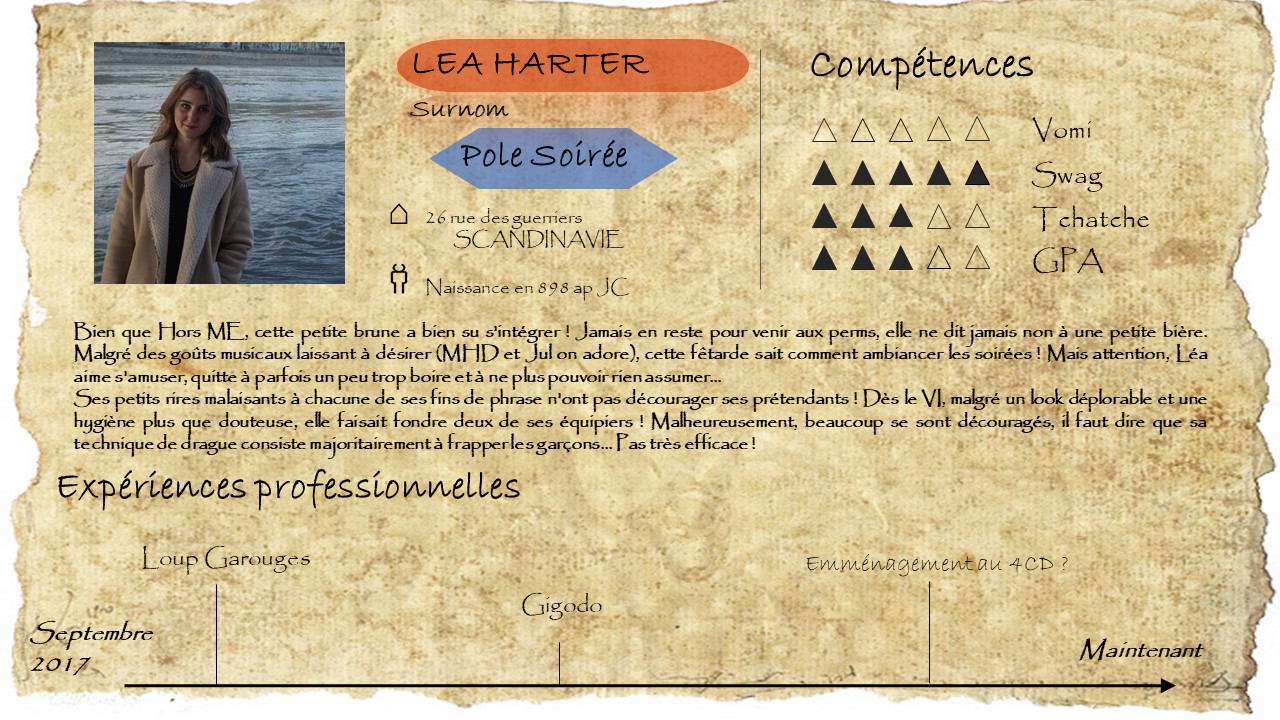 LEA HARTER
Surnom
Pole Soirée
26 rue des guerriers
SCANDINAVIE
Naissance en 898 ap JC
Compétences
Vomi
Swag
Tchatche
GPA
Bien que Hors ME, cette petite brune a bien su s'intégrer ! Jamais en reste pour venir aux perms, elle ne dit jamais non à une petite bière.
Malgré des goûts musicaux laissant à désirer (MHD et Jul on adore), cette fêtarde sait comment ambiancer les soirées ! Mais attention, Léa
aime s'amuser, quitte à parfois un peu trop boire et à ne plus pouvoir rien assumer...
Ses petits rires malaisants à chacune de ses fins de phrase n'ont pas décourager ses prétendants ! Dès le VI, malgré un look déplorable et une
hygiène plus que douteuse, elle faisait fondre deux de ses équipiers ! Malheureusement, beaucoup se sont découragés, il faut dire que sa
technique de drague consiste majoritairement à frapper les garçons... Pas très efficace !
Expériences professionnelles
Loup Garouges
Emménagement au 4CD ?
Gigodo
Septembre
2017
Maintenant